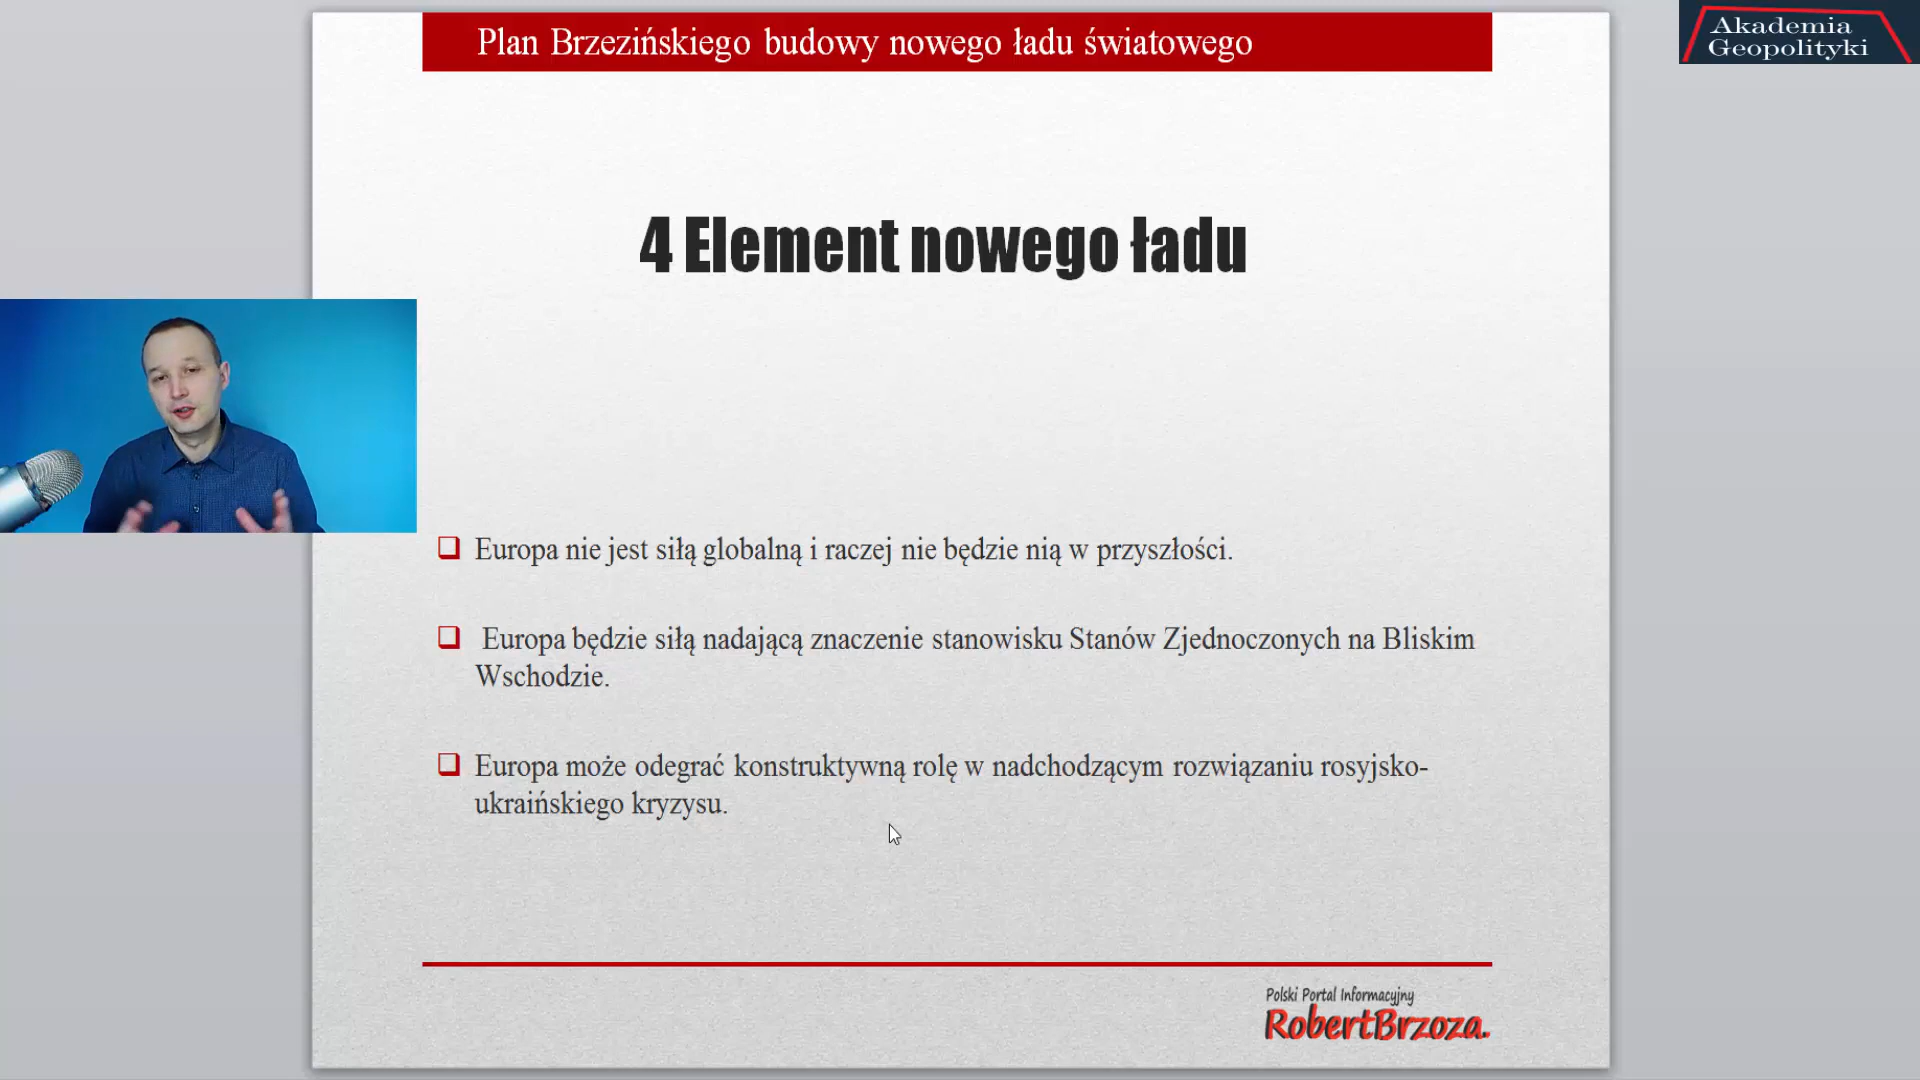 Plan Brzezińskiego budowy nowego ładu światowego
Akademia
Geopolityki
4 Element nowego ładu
Europa nie jest siłą globalną i raczej nie będzie nią w przyszłości.
Europa będzie siłą nadającą znaczenie stanowisku Stanów Zjednoczonych na Bliskim
Wschodzie.
Europa może odegrać konstruktywną rolę w nadchodzącym rozwiązaniu rosyjsko-
ukraińskiego kryzysu.
Polski Portal Informacyjny
RobertBrzoza.